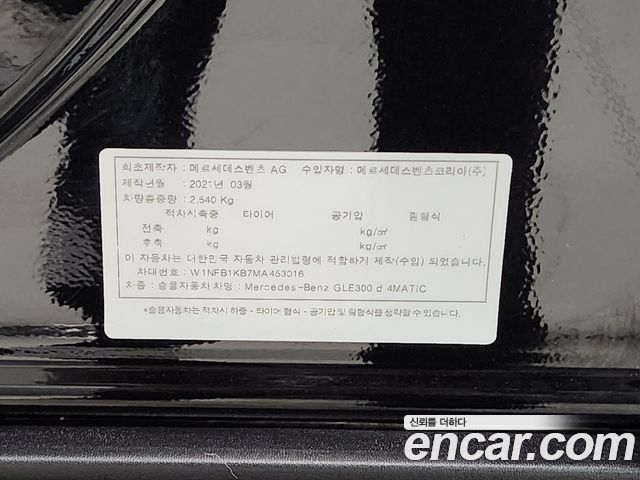 최초제작자 : 메르세데스벤츠 AG 수입자명 : 메르세데스벤츠코리아(주)
제작년월 : 2021년 03월
차량총중량 : 2,540 Kg
적차시축중 타이어 공기압 림형식
전축 kg kg/㎠
후축 kg kg/㎠
이 자동차는 대한민국 자동차 관리법령에 적합하게 제작(수입) 되었습니다.
차대번호 : W1NFB1KB7MA453016
차종 : 승용자동차 차명 : Mercedes-Benz GLE300 d 4MATIC
*승용자동차는 적차시 하중·타이어 형식·공기압 및 림형식을 생략할 수 있습니다.
신뢰를 더하다
encar.com